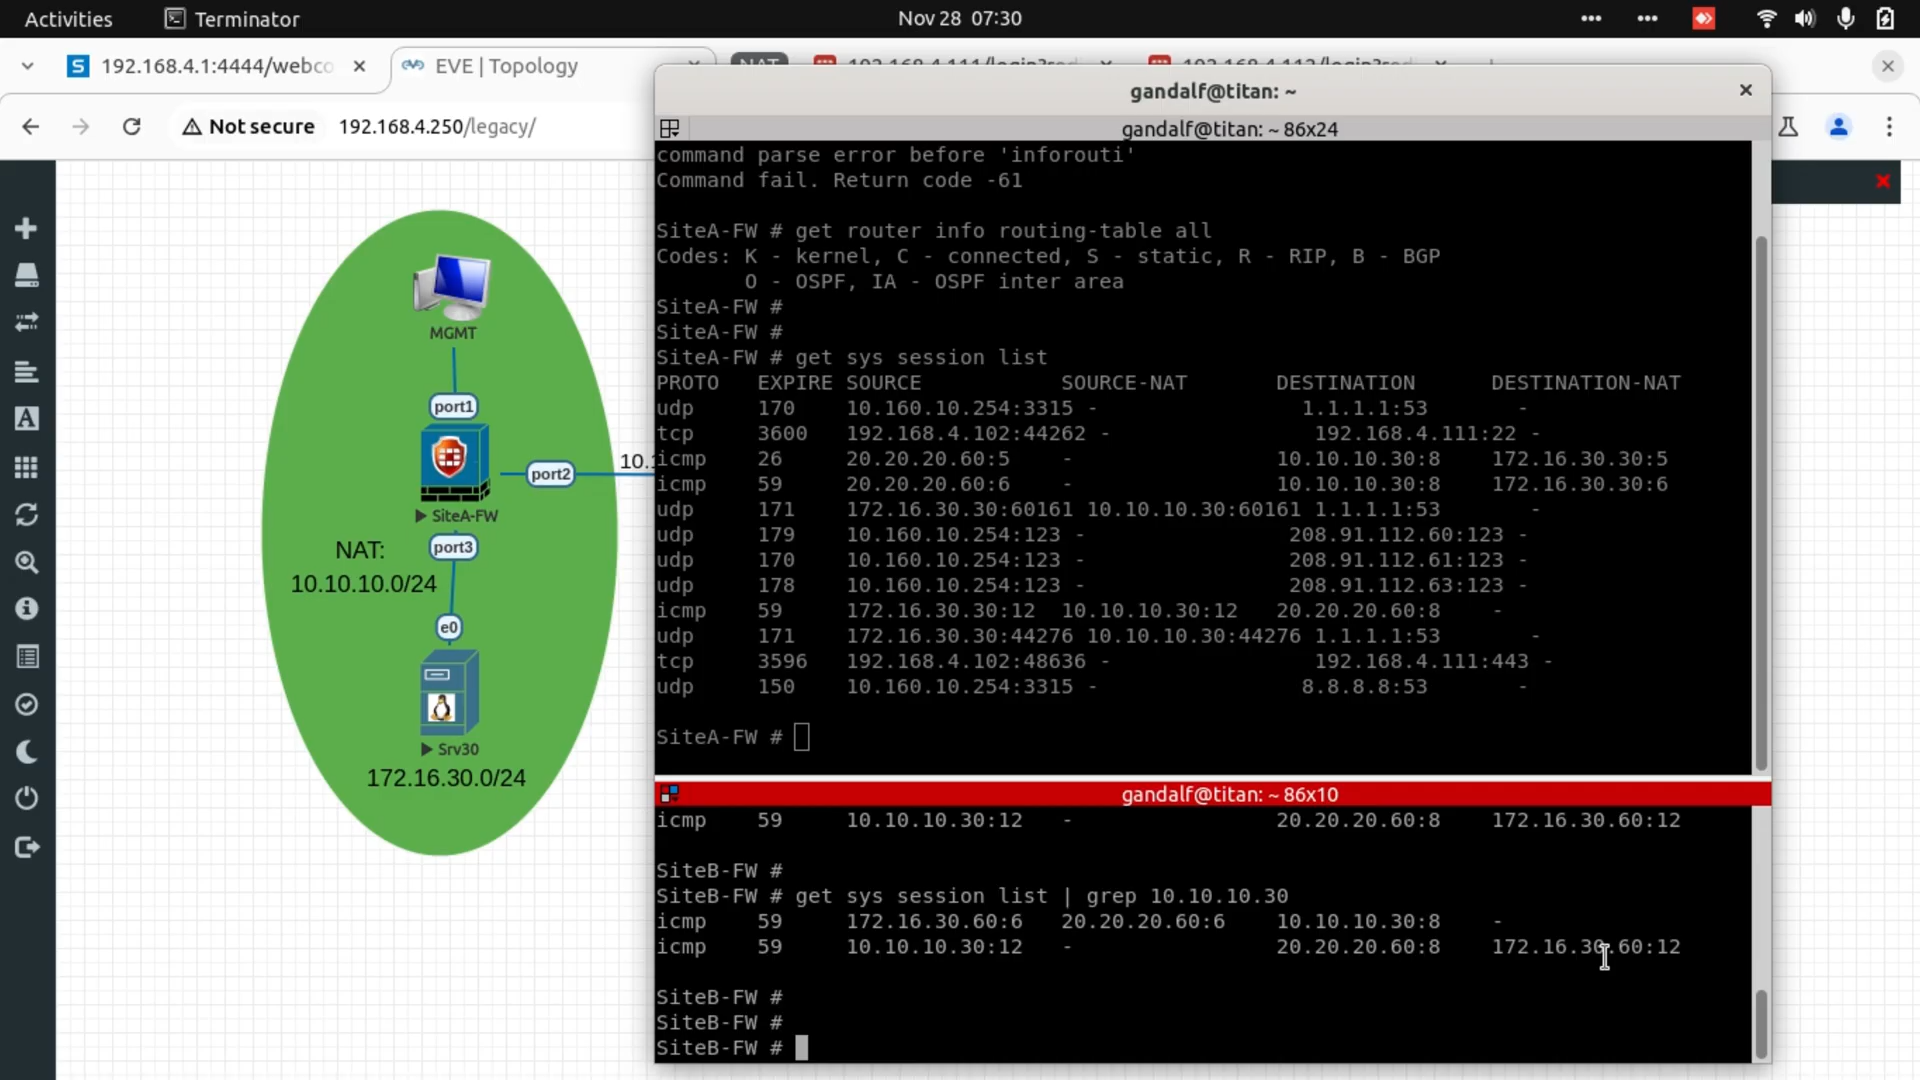 Activities
Terminator
Nov 28 07:30
192.168.4.1:4444/webco
EVE | Topology
NAT
192.168.4.111/login?red
192.168.4.112/login?redi
Not secure
192.168.4.250/legacy/
gandalf@titan: ~
gandalf@titan: ~ 86x24
command parse error before 'inforouti'
Command fail. Return code -61
SiteA-FW # get router info routing-table all
Codes: K - kernel, C - connected, S - static, R - RIP, B - BGP
O - OSPF, IA - OSPF inter area
SiteA-FW #
SiteA-FW #
SiteA-FW # get sys session list
PROTO EXPIRE SOURCE SOURCE-NAT DESTINATION DESTINATION-NAT
udp 170 10.160.10.254:3315 - 1.1.1.1:53 -
tcp 3600 192.168.4.102:44262 - 192.168.4.111:22 -
icmp 26 20.20.20.60:5 - 10.10.10.30:8 172.16.30.30:5
icmp 59 20.20.20.60:6 - 10.10.10.30:8 172.16.30.30:6
udp 171 172.16.30.30:60161 10.10.10.30:60161 1.1.1.1:53 -
udp 179 10.160.10.254:123 - 208.91.112.60:123 -
udp 170 10.160.10.254:123 - 208.91.112.61:123 -
udp 178 10.160.10.254:123 - 208.91.112.63:123 -
icmp 59 172.16.30.30:12 10.10.10.30:12 20.20.20.60:8 -
udp 171 172.16.30.30:44276 10.10.10.30:44276 1.1.1.1:53 -
tcp 3596 192.168.4.102:48636 - 192.168.4.111:443 -
udp 150 10.160.10.254:3315 - 8.8.8.8:53 -
SiteA-FW #
gandalf@titan: ~ 86x10
icmp 59 10.10.10.30:12 - 20.20.20.60:8 172.16.30.60:12
SiteB-FW #
SiteB-FW # get sys session list | grep 10.10.10.30
icmp 59 172.16.30.60:6 20.20.20.60:6 10.10.10.30:8 -
icmp 59 10.10.10.30:12 - 20.20.20.60:8 172.16.30.60:12
SiteB-FW #
SiteB-FW #
SiteB-FW #
MGMT
port1
port2
10.1
SiteA-FW
NAT:
10.10.10.0/24
port3
e0
Srv30
172.16.30.0/24